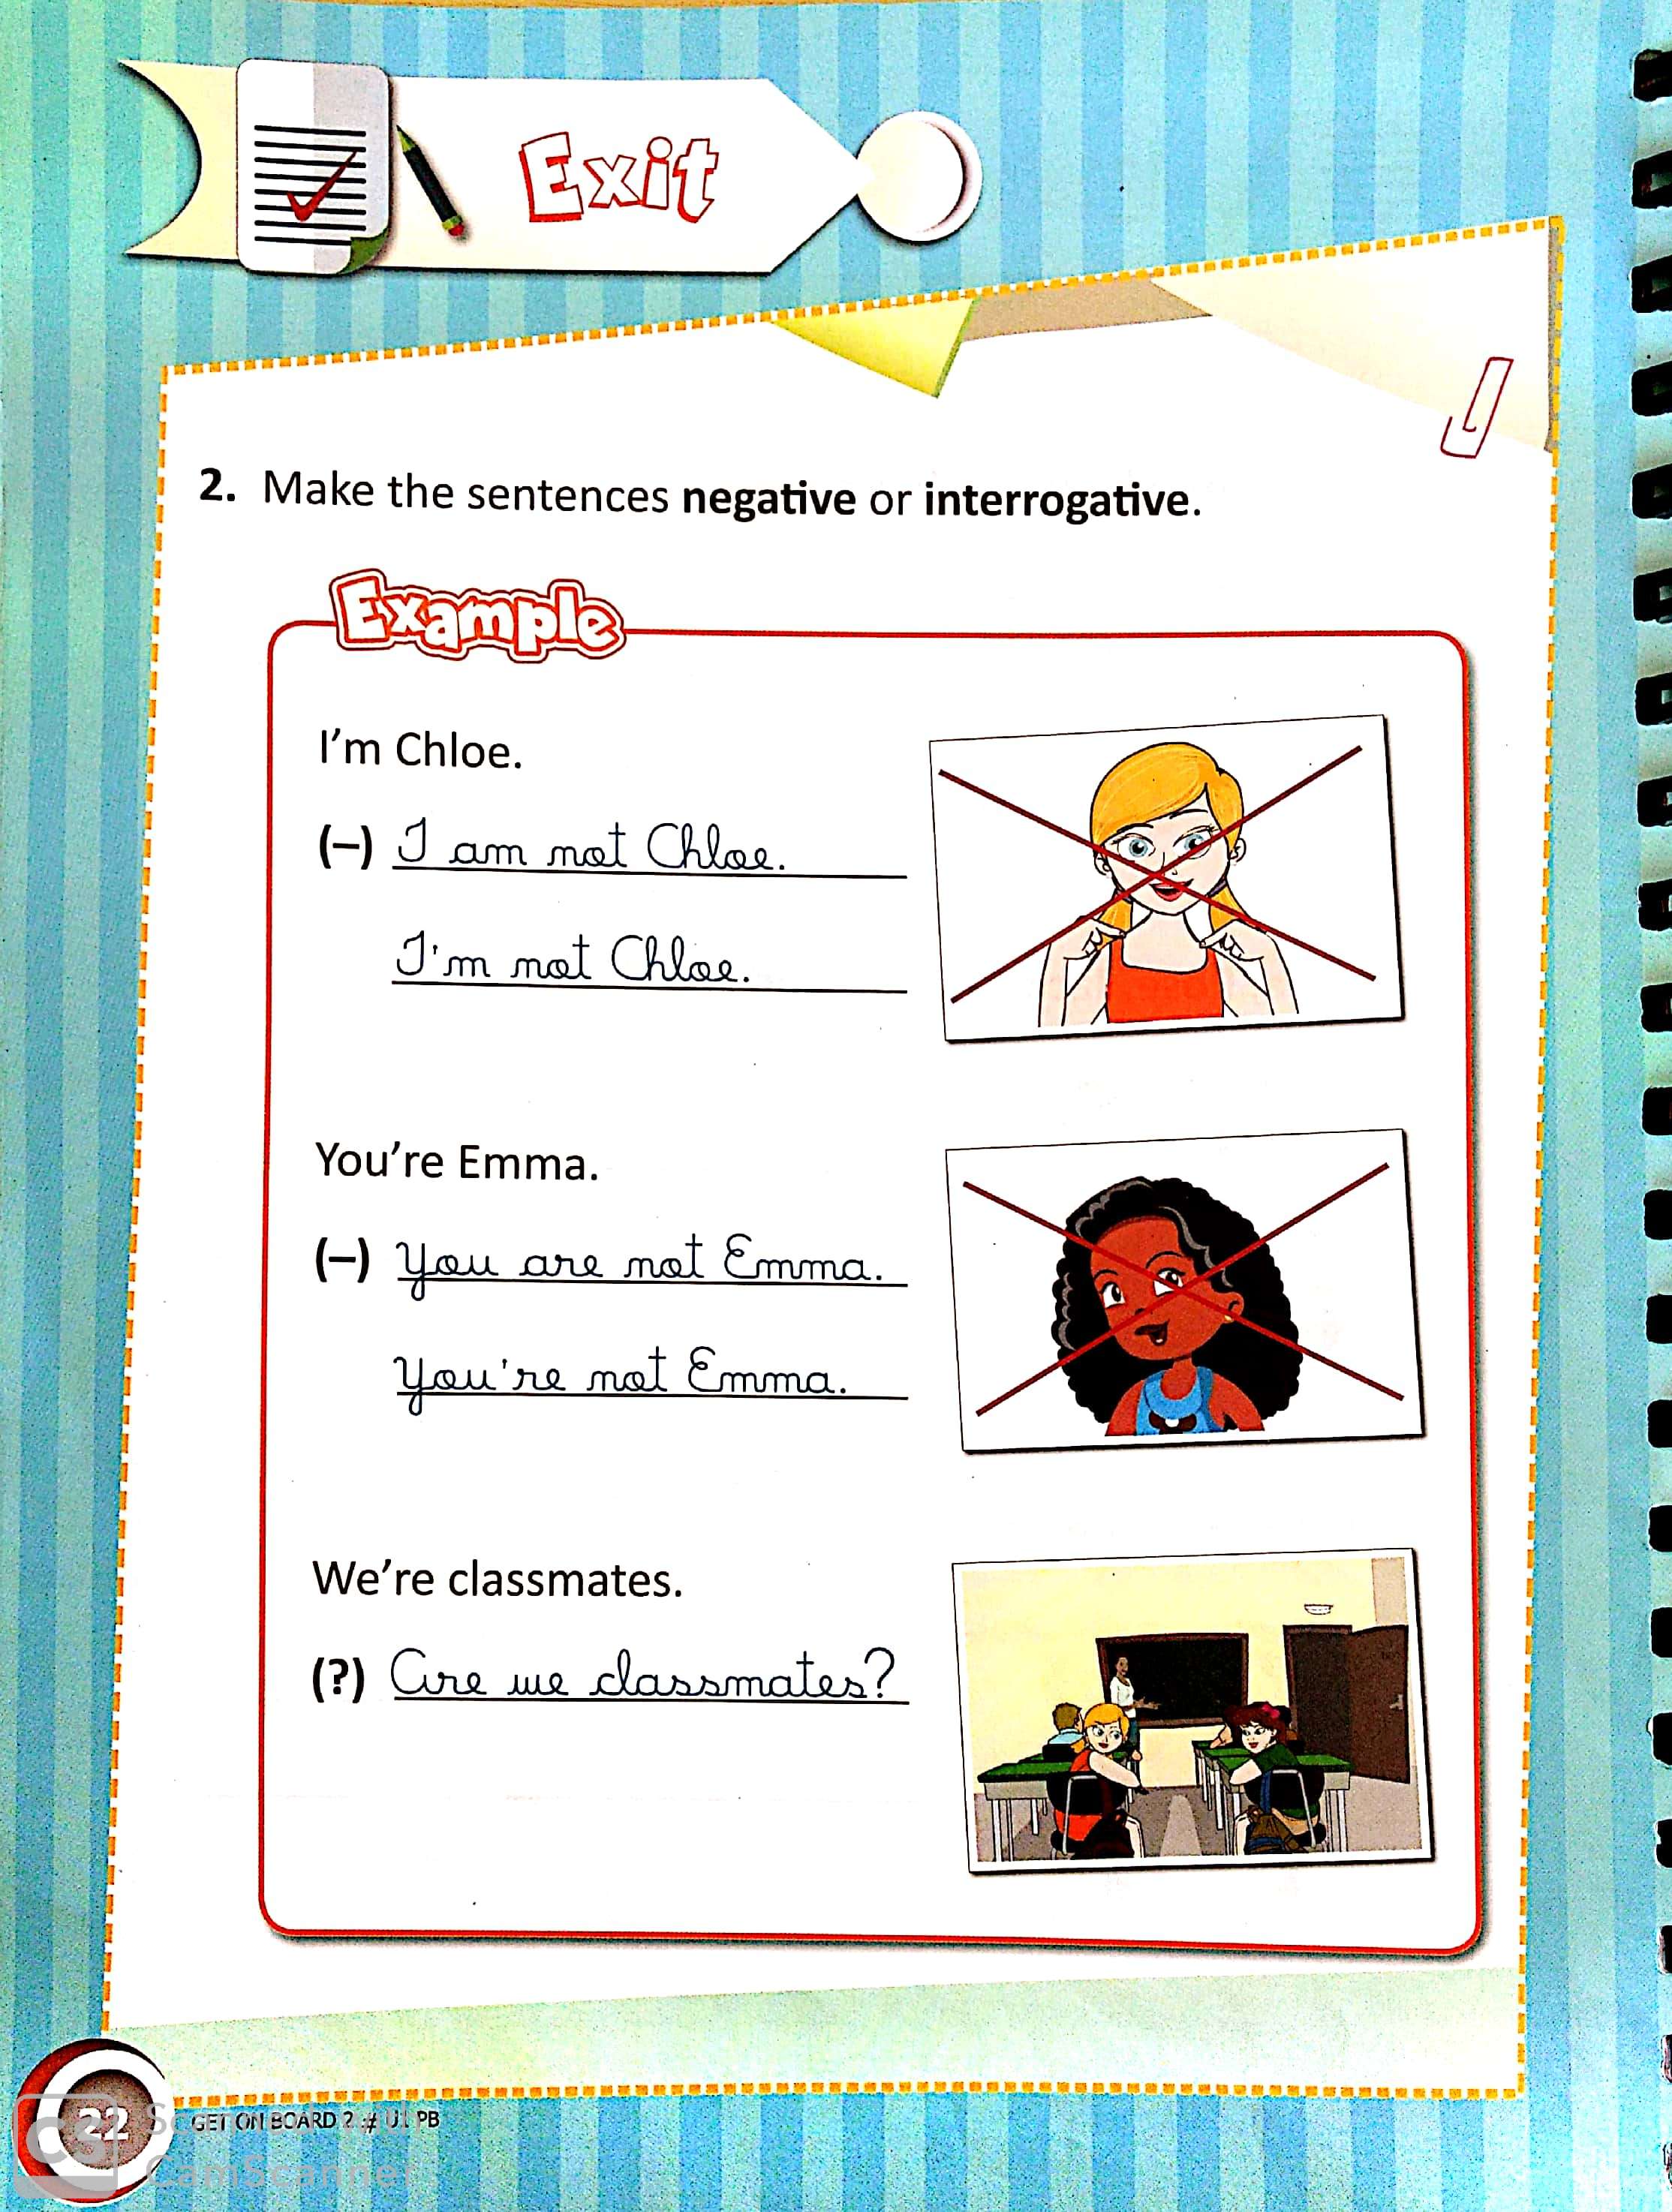 Exit
2. Make the sentences negative or interrogative.
Example
I'm Chloe.
(–) I am not Chloe.
I'm not Chloe.
You're Emma.
(–) You are not Emma.
You're not Emma.
We're classmates.
(?) Are we classmates?
22 GET ON BOARD 2 # U1 PB
CS
CamScanner